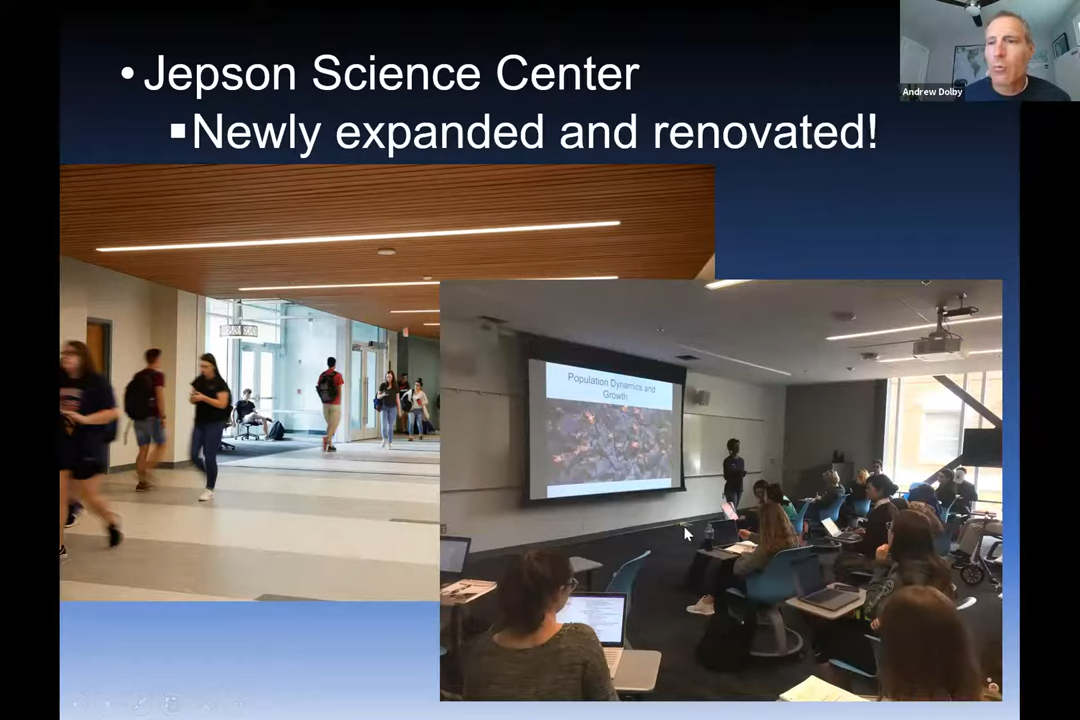 • Jepson Science Center
▪ Newly expanded and renovated!
Andrew Dolby
Population Dynamics and
Growth